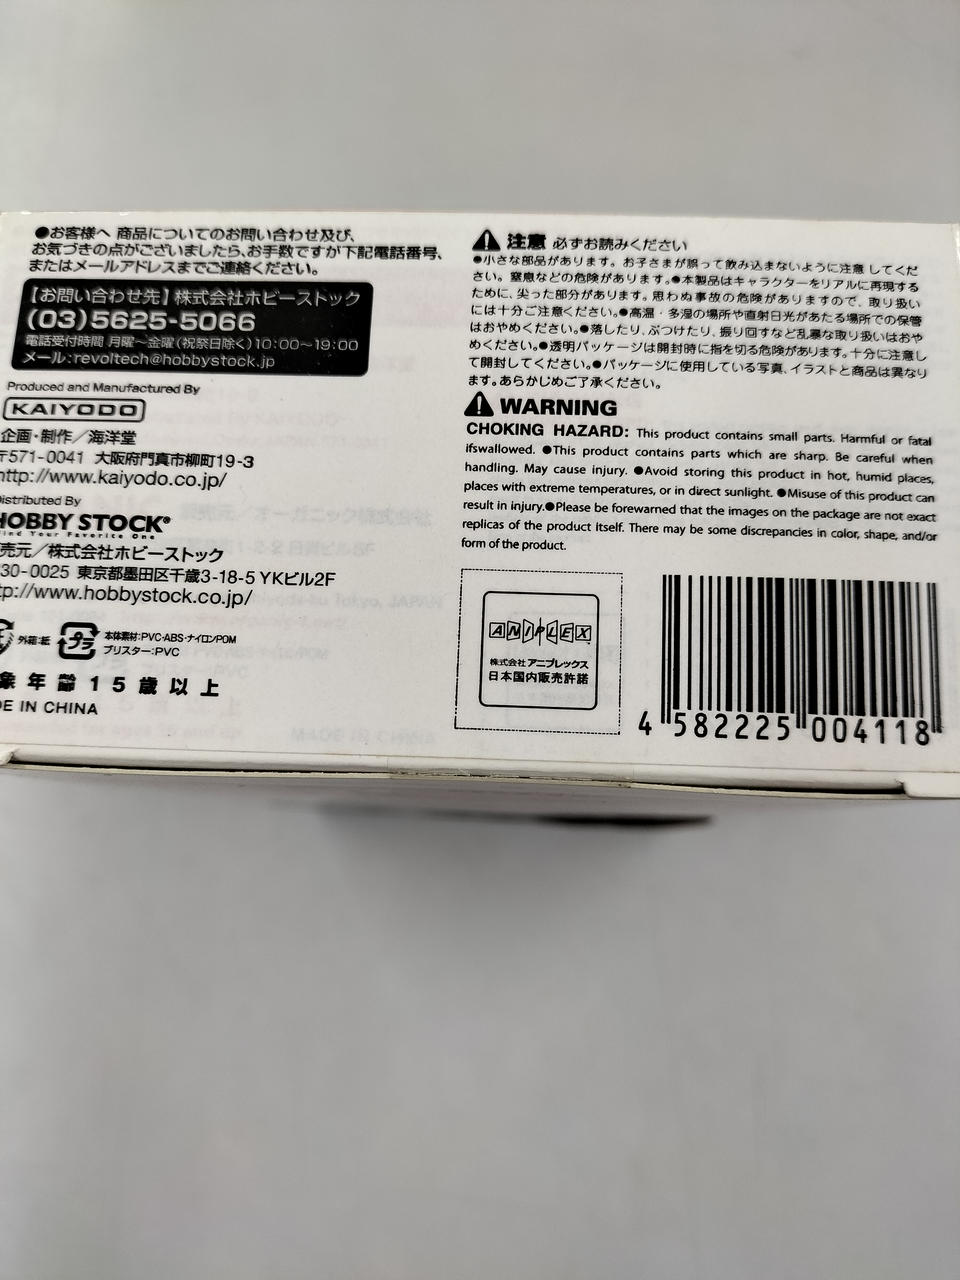 ●お客様へ 商品についてのお問い合わせ及び、
お気づきの点がございましたら、お手数ですが下記電話番号、
またはメールアドレスまでご連絡ください。
【お問い合わせ先】株式会社ホビーストック
(03)5625-5066
電話受付時間 月曜〜金曜(祝祭日除く)10:00〜19:00
メール:revoltech@hobbystock.jp
Produced and Manufactured By
KAIYODO
企画・制作／海洋堂
〒571-0041 大阪府門真市柳町19-3
http://www.kaiyodo.co.jp/
Distributed By
HOBBY STOCK®
Find Your Favorite One
売元／株式会社ホビーストック
30-0025 東京都墨田区千歳3-18-5 YKビル2F
tp://www.hobbystock.co.jp/
外箱:紙
プラ
本体素材:PVC・ABS・ナイロンPOM
ブリスター:PVC
象年齢15歳以上
DE IN CHINA
注意 必ずお読みください
●小さな部品があります。お子さまが誤って飲み込まないように注意 してくだ
さい。窒息などの危険があります。●本製品はキャラクターをリアルに再現する
ために、尖った部分があります。思わぬ事故の危険がありますので、取り扱い
には十分ご注意ください。●高温・多湿の場所や直射日光があたる場所での保管
はおやめください。●落したり、ぶつけたり、振り回すなど乱暴な取り扱いはおや
めください。●透明パッケージは開封時に指を切る危険があります。十分に注意し
て開封してください。●パッケージに使用している写真、イラストと商品は異なり
ます。あらかじめご了承ください。
WARNING
CHOKING HAZARD: This product contains small parts. Harmful or fatal
ifswallowed. ●This product contains parts which are sharp. Be careful when
handling. May cause injury. ●Avoid storing this product in hot, humid places,
places with extreme temperatures, or in direct sunlight. ●Misuse of this product can
result in injury.●Please be forewarned that the images on the package are not exact
replicas of the product itself. There may be some discrepancies in color, shape, and/or
form of the product.
ANIPLEX
株式会社アニプレックス
日本国内販売許諾
4 582225 004118